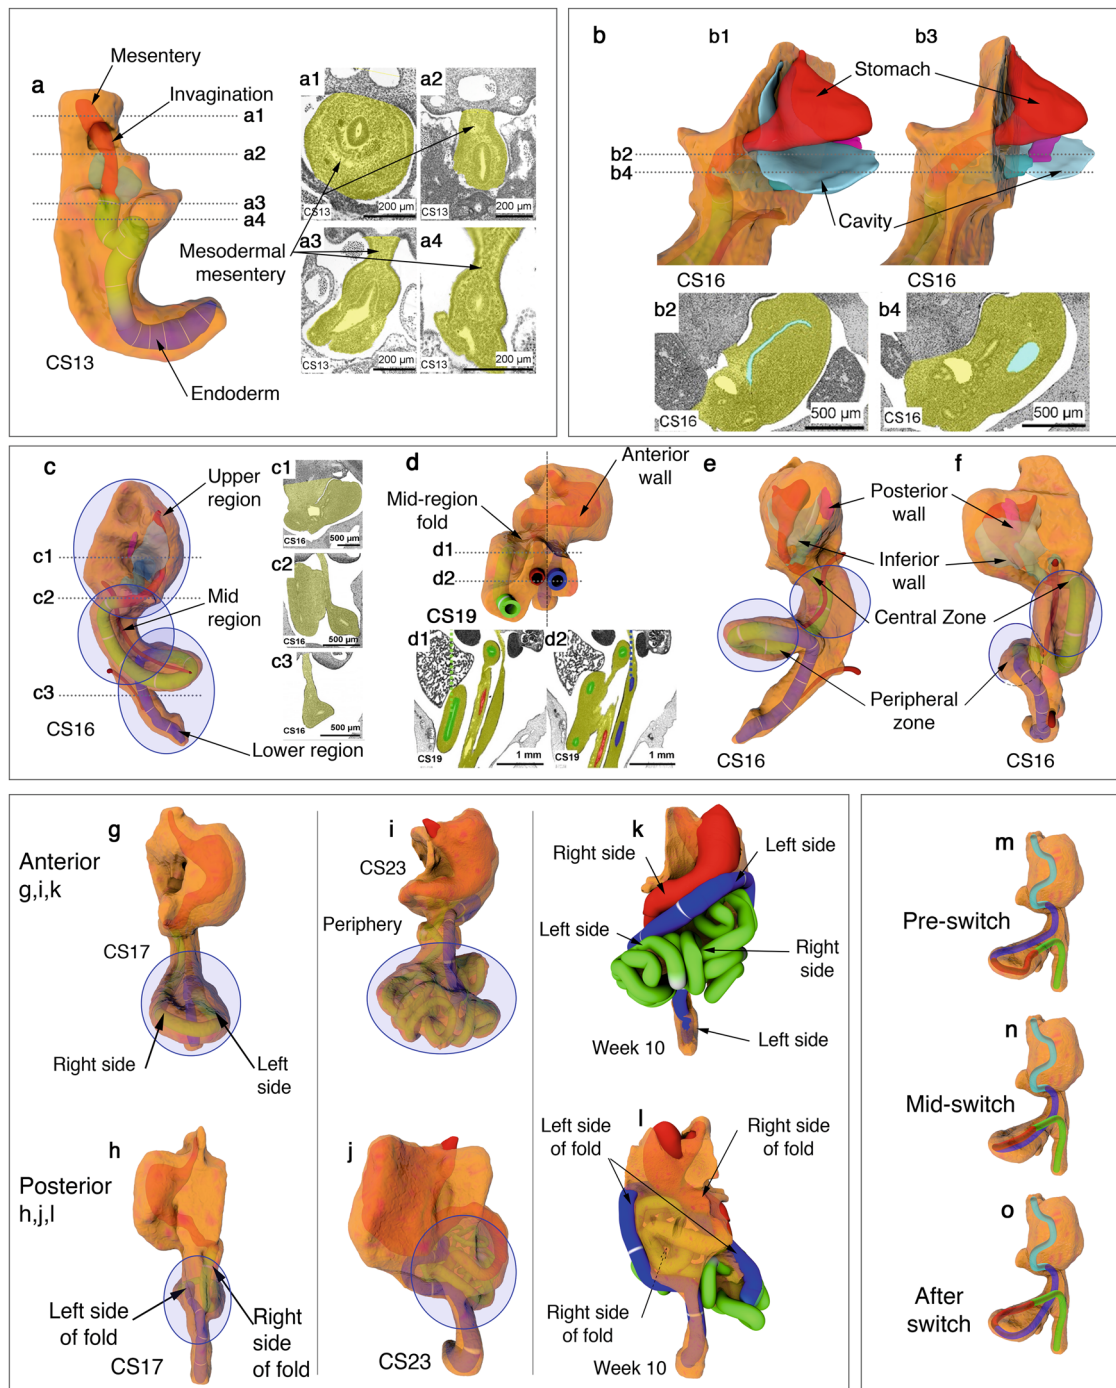 a
Mesentery
Invagination
a1
a2
a3
a4
CS13
Endoderm
a1
CS13
200 µm
a2
CS13
200 µm
Mesodermal
mesentery
a3
CS13
200 µm
a4
CS13
200 µm
b
b1
b3
Stomach
b2
b4
Cavity
CS16
CS16
b2
CS16
500 µm
b4
CS16
500 µm
c
Upper
region
c1
c2
Mid
region
c3
CS16
Lower region
c1
CS16
500 µm
c2
CS16
500 µm
c3
CS16
500 µm
d
Anterior
wall
Mid-region
fold
d1
d2
CS19
d1
CS19
d2
CS19
1 mm
1 mm
e
f
Posterior
wall
Inferior
wall
Central Zone
Peripheral
zone
CS16
CS16
Anterior
g,i,k
g
CS17
Right side
Left
side
i
CS23
Periphery
k
Right side
Left side
Left side
Right
side
Left side
Week 10
Posterior
h,j,l
h
Left side
of fold
Right
side
of fold
CS17
j
CS23
l
Left side
of fold
Right side
of fold
Right side
of fold
Week 10
m
Pre-switch
n
Mid-switch
o
After
switch